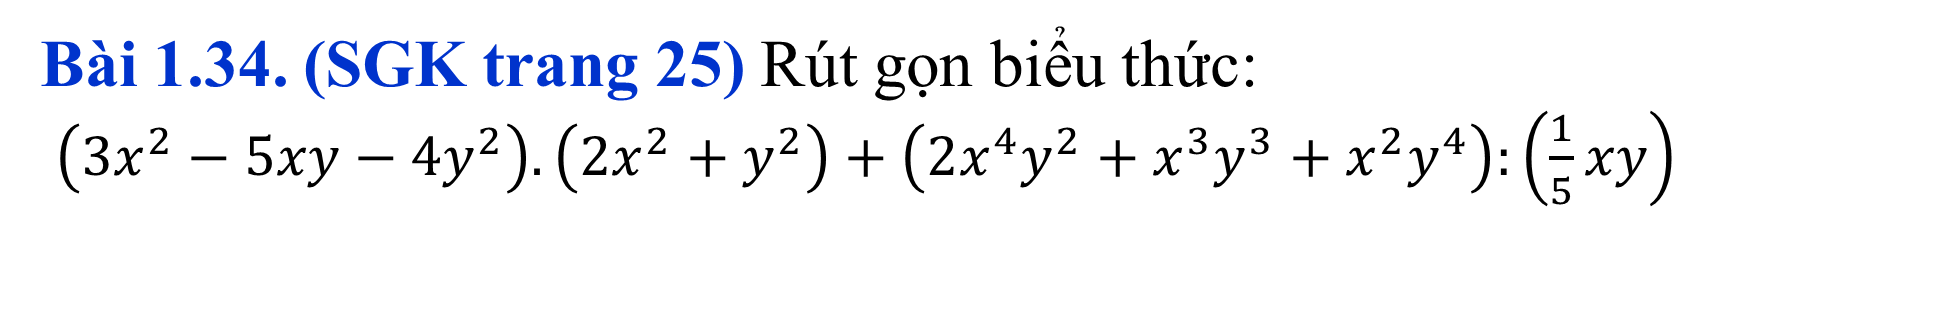 Bài 1.34. (SGK trang 25) Rút gọn biểu thức:
(3x² − 5xy − 4y²).(2x² + y²) + (2x⁴y² + x³y³ + x²y⁴):(1/5 xy)